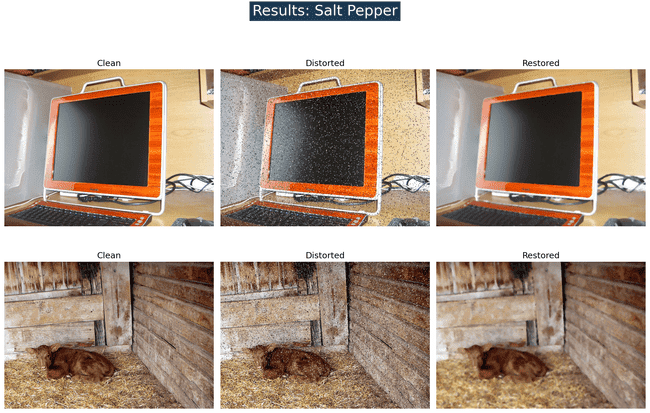 Results: Salt Pepper
Clean Distorted Restored
Clean Distorted Restored